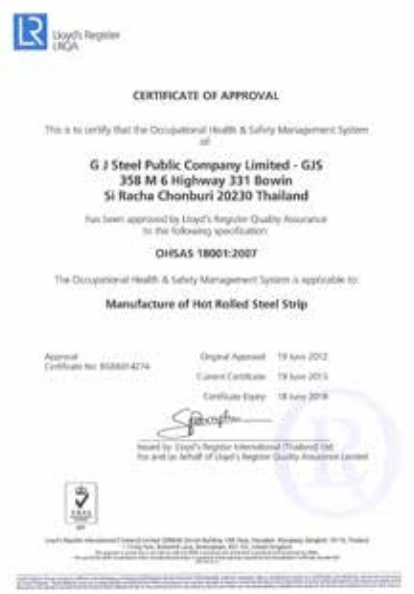 LR
Lloyd's Register
LRQA
CERTIFICATE OF APPROVAL
This is to certify that the Occupational Health & Safety Management System
of:
G J Steel Public Company Limited - GJS
358 M 6 Highway 331 Bowin
Si Racha Chonburi 20230 Thailand
has been approved by Lloyd's Register Quality Assurance
to the following specification:
OHSAS 18001:2007
The Occupational Health & Safety Management System is applicable to:
Manufacture of Hot Rolled Steel Strip
Approval
Certificate No:
Original Approval: 19 June 2012
Current Certificate: 19 June 2015
Certificate Expiry: 18 June 2018
Issued by: Lloyd's Register International (Thailand) Ltd.
For and on behalf of Lloyd's Register Quality Assurance Limited